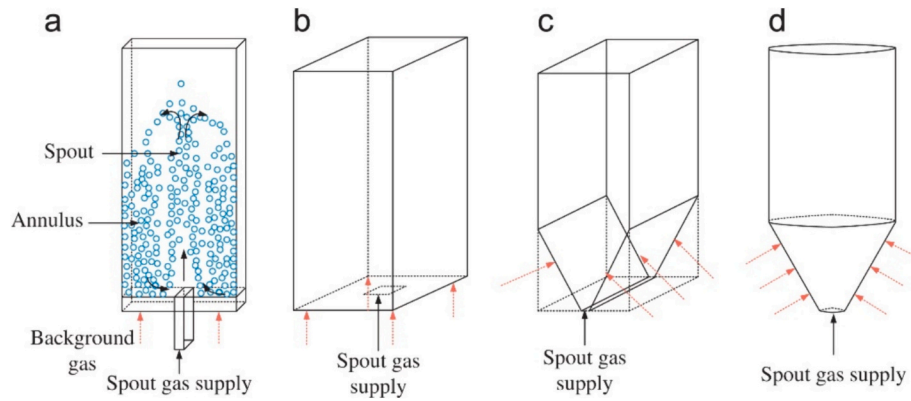 a
b
c
d
Spout
Annulus
Background
gas
Spout gas supply
Spout gas
supply
Spout gas
supply
Spout gas supply